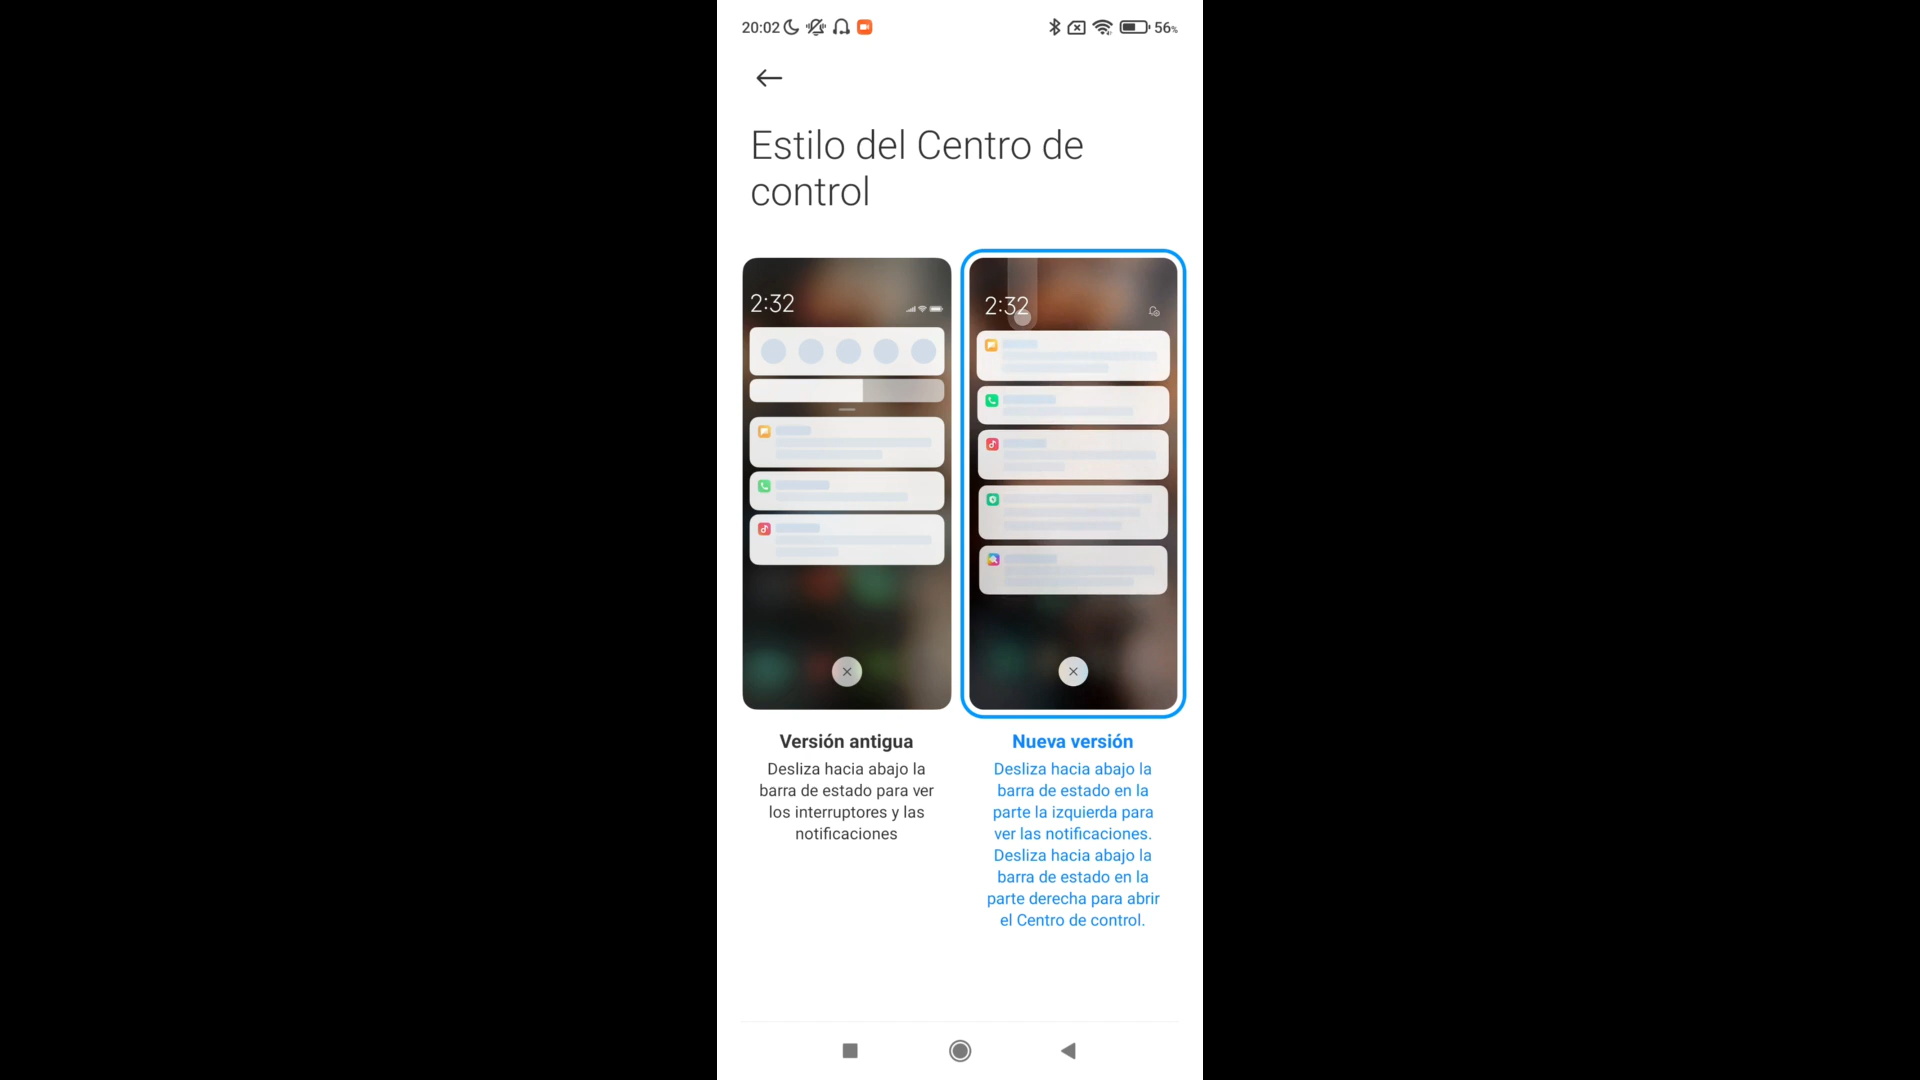 20:02
56%
Estilo del Centro de
control
2:32
2:32
Versión antigua
Desliza hacia abajo la
barra de estado para ver
los interruptores y las
notificaciones
Nueva versión
Desliza hacia abajo la
barra de estado en la
parte la izquierda para
ver las notificaciones.
Desliza hacia abajo la
barra de estado en la
parte derecha para abrir
el Centro de control.